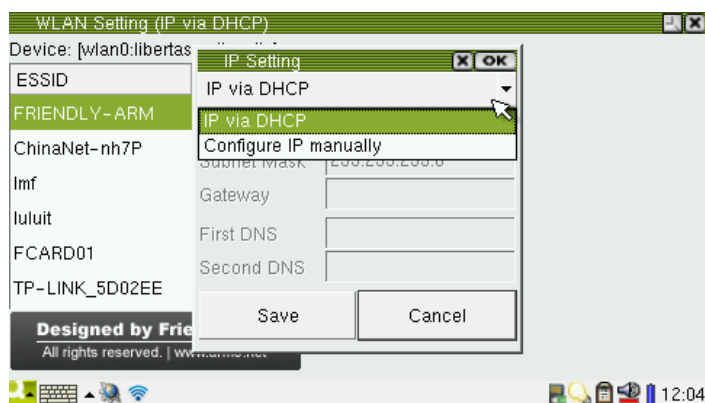 WLAN Setting (IP via DHCP)
Device: [wlan0:libertas
ESSID
FRIENDLY-ARM
ChinaNet-nh7P
lmf
luluit
FCARD01
TP-LINK_5D02EE
Designed by Frie
All rights reserved. |
IP Setting
OK
IP via DHCP
IP via DHCP
Configure IP manually
Subnet Mask
Gateway
First DNS
Second DNS
Save
Cancel
12:04